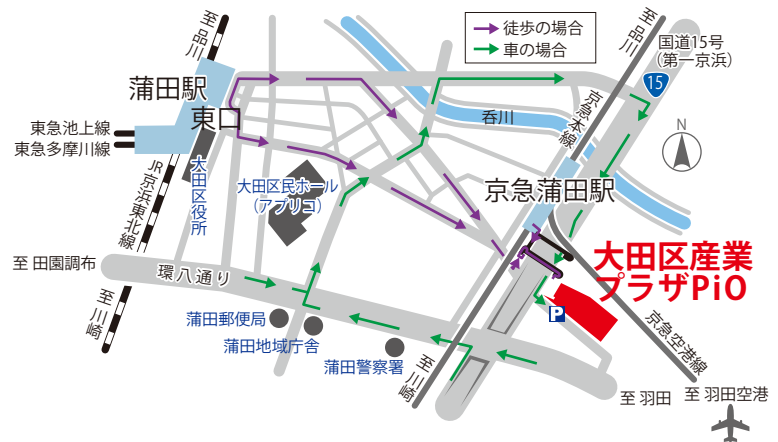 徒歩の場合
車の場合
至 品川
至 品川
国道15号
(第一京浜)
15
蒲田駅
東口
呑川
京急本線
N
東急池上線
東急多摩川線
大田区役所
大田区民ホール
(アプリコ)
京急蒲田駅
JR京浜東北線
大田区産業
プラザPiO
至 田園調布
環八通り
P
至 川崎
蒲田郵便局
蒲田地域庁舎
蒲田警察署
至 川崎
京急空港線
至 羽田
至 羽田空港